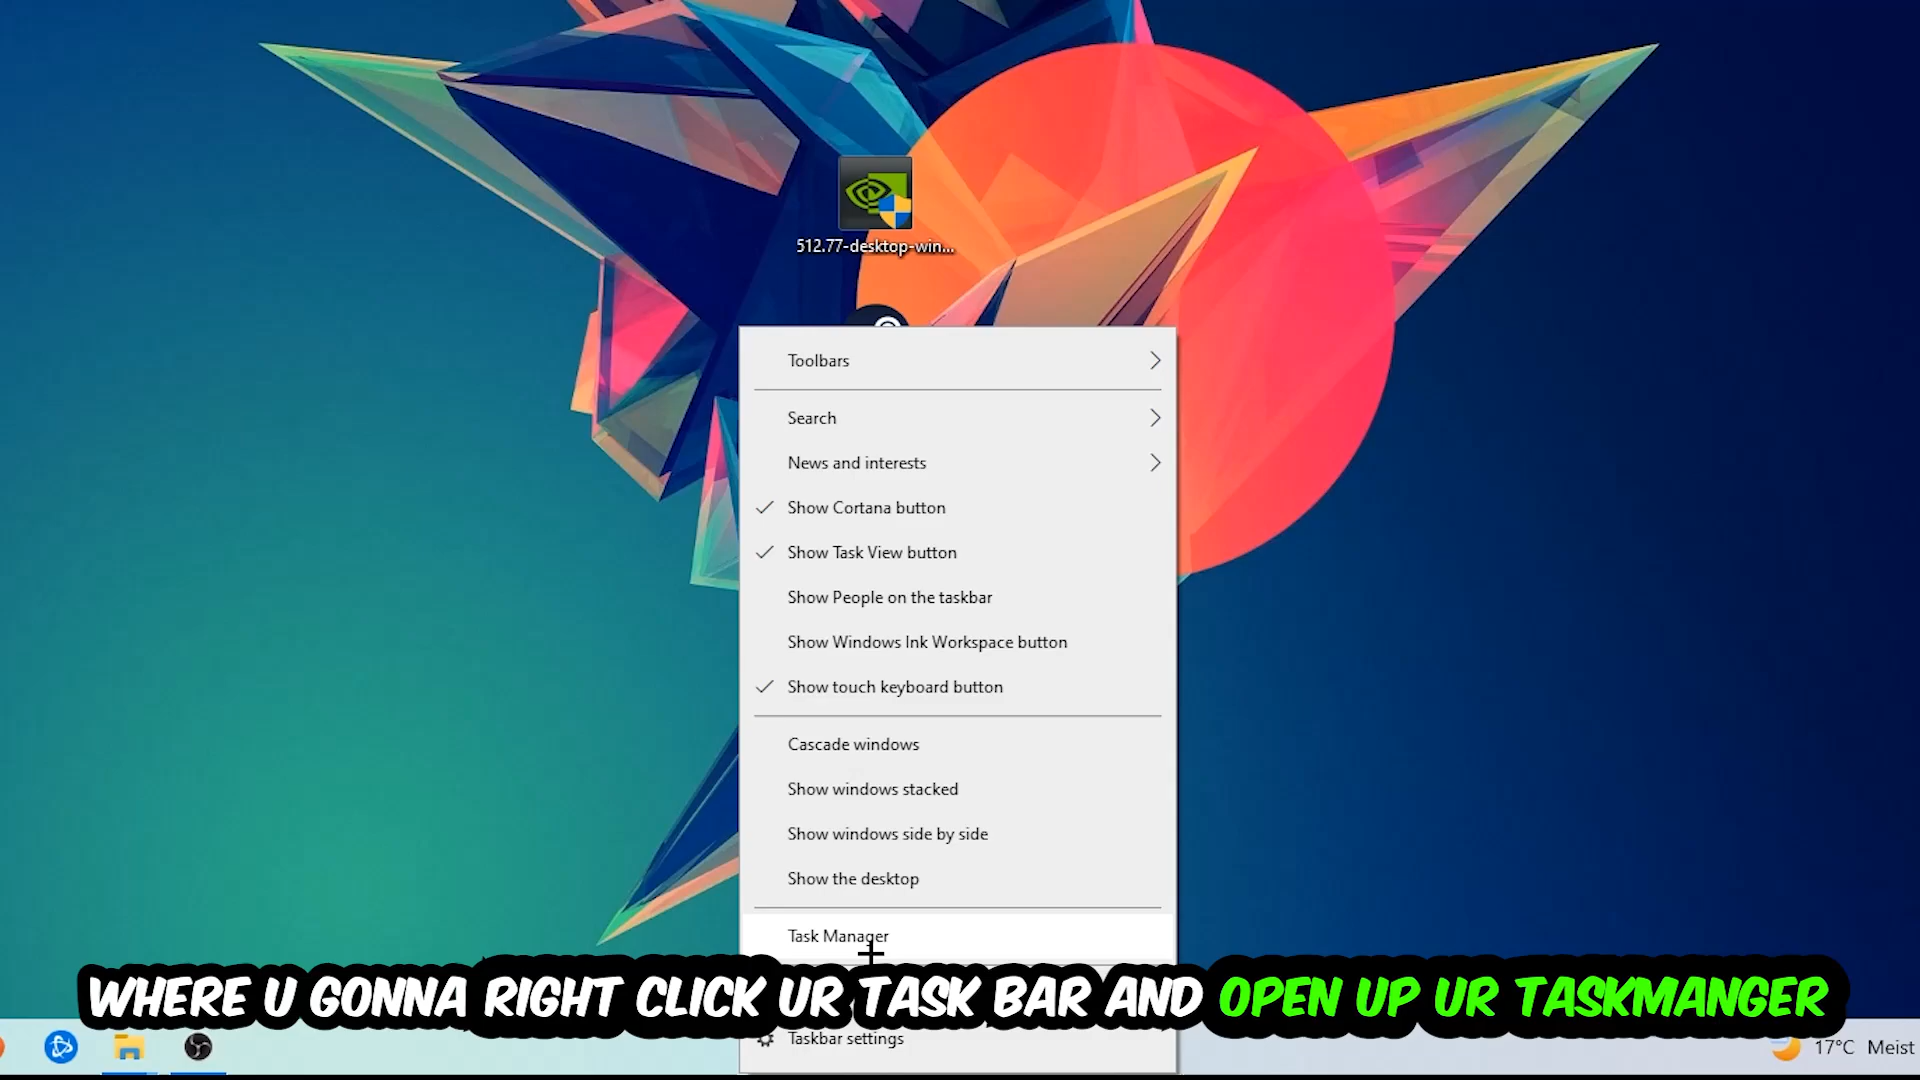 512.77-desktop-win...
Toolbars
Search
News and interests
Show Cortana button
Show Task View button
Show People on the taskbar
Show Windows Ink Workspace button
Show touch keyboard button
Cascade windows
Show windows stacked
Show windows side by side
Show the desktop
Task Manager
WHERE U GONNA RIGHT CLICK UR TASK BAR AND OPEN UP UR TASKMANGER
Taskbar settings
17°C Meist